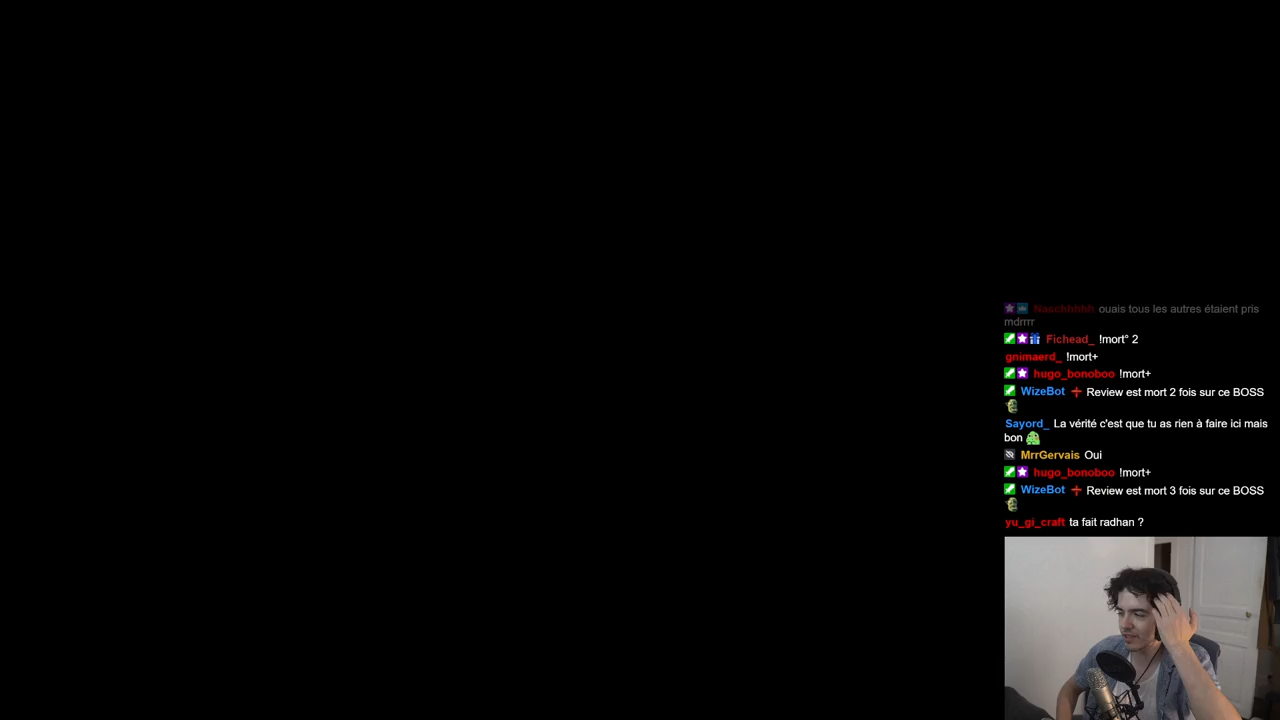 Naschhhhh ouais tous les autres étaient pris
mdrrrr
Fichead_ !mort° 2
gnimaerd_ !mort+
hugo_bonoboo !mort+
WizeBot Review est mort 2 fois sur ce BOSS
Sayord_ La vérité c'est que tu as rien à faire ici mais
bon
MrrGervais Oui
hugo_bonoboo !mort+
WizeBot Review est mort 3 fois sur ce BOSS
yu_gi_craft ta fait radhan ?